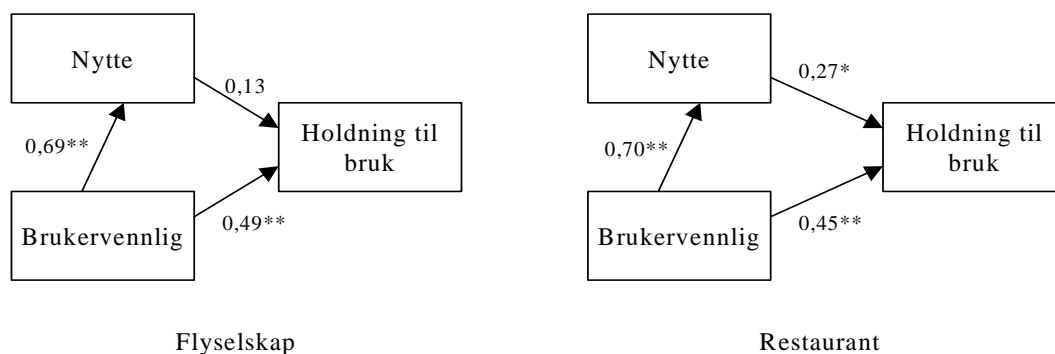 Nytte
0,13
Holdning til
bruk
0,69**
Brukervennlig
0,49**
Flyselskap
Nytte
0,27*
Holdning til
bruk
0,70**
Brukervennlig
0,45**
Restaurant